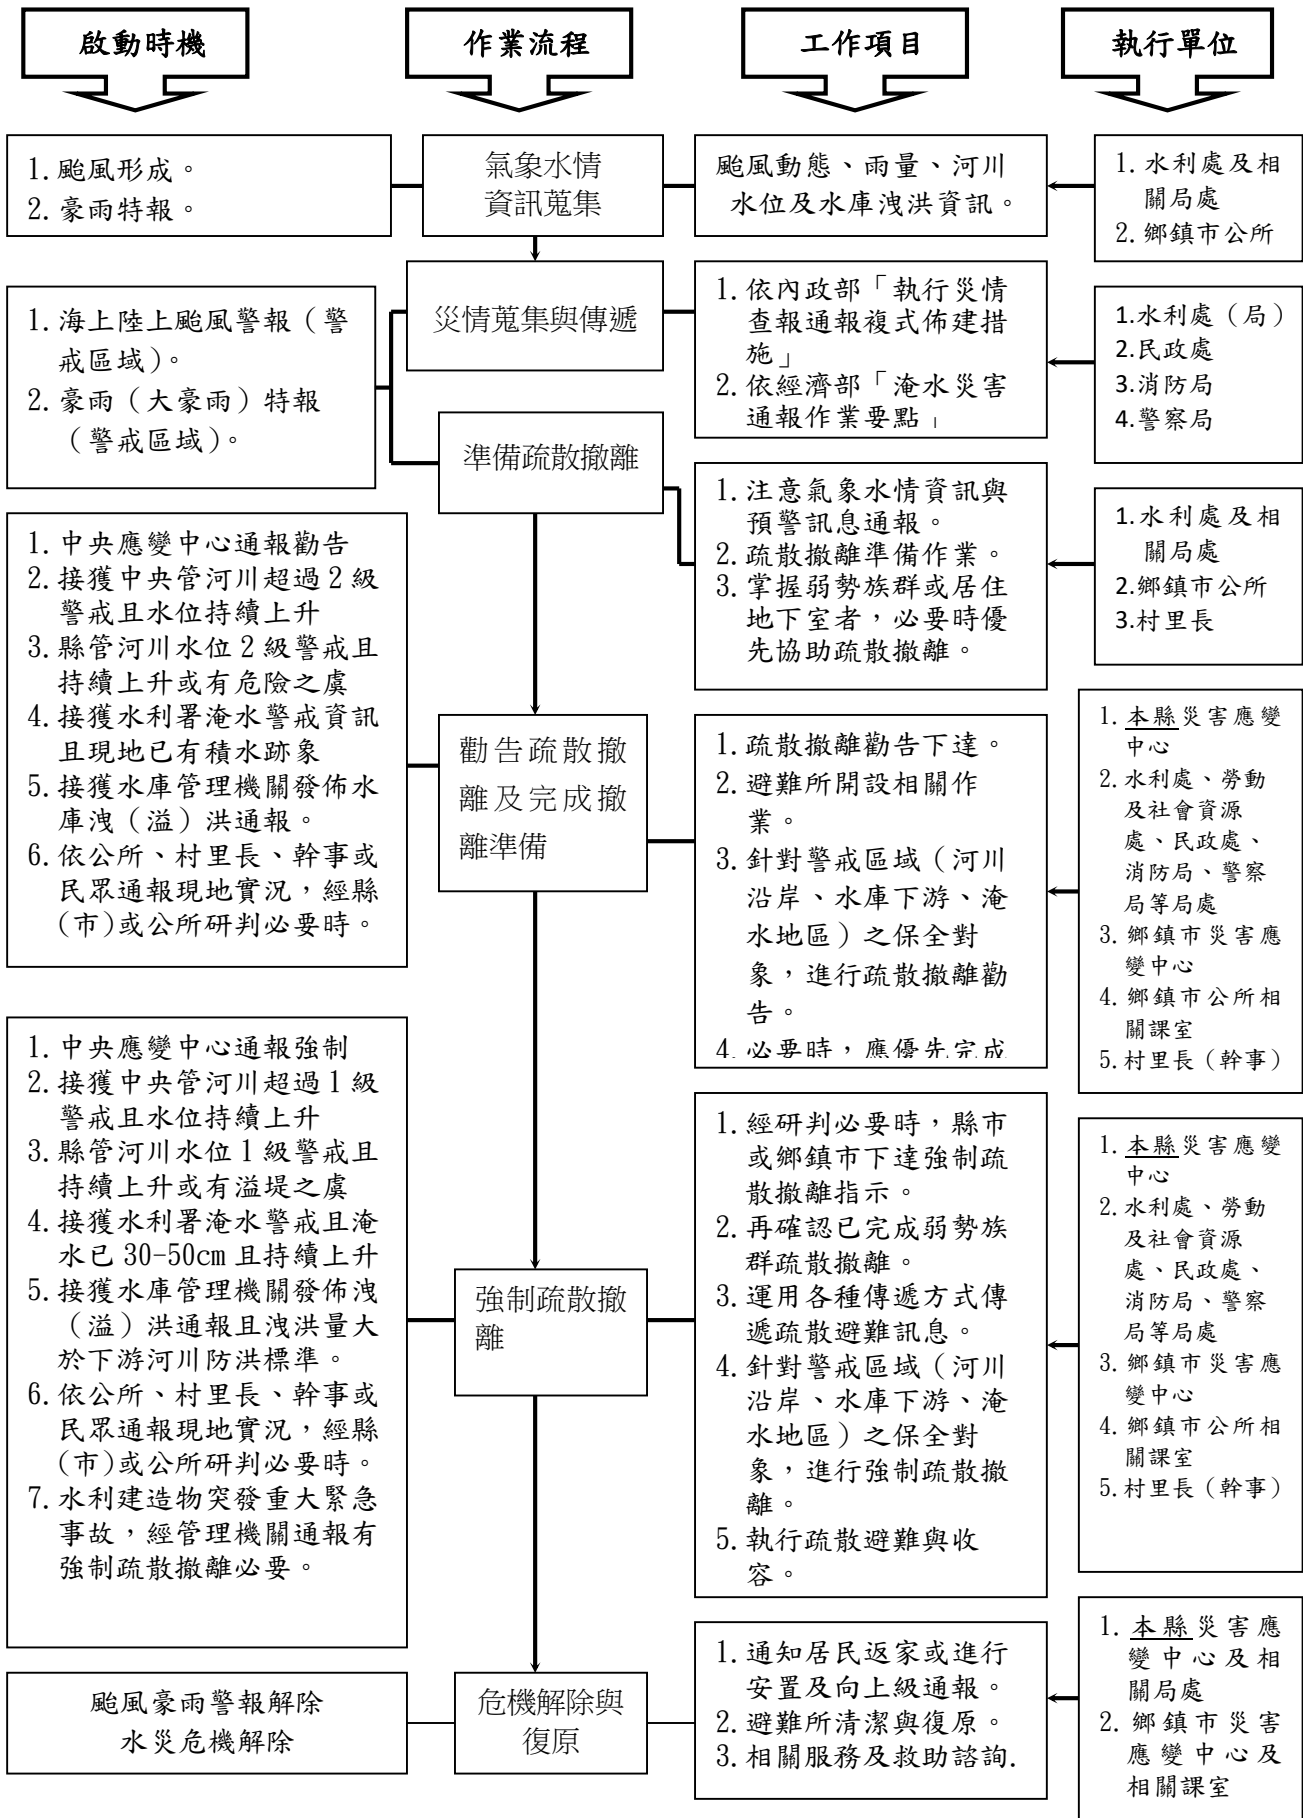 啟動時機
作業流程
工作項目
執行單位
1.颱風形成。
2.豪雨特報。
氣象水情
資訊蒐集
颱風動態、雨量、河川
水位及水庫洩洪資訊。
1.水利處及相
關局處
2.鄉鎮市公所
1.海上陸上颱風警報（警
戒區域）。
2.豪雨（大豪雨）特報
（警戒區域）。
災情蒐集與傳遞
1.依內政部「執行災情
查報通報複式佈建措
施」
2.依經濟部「淹水災害
通報作業要點」
1.水利處（局）
2.民政處
3.消防局
4.警察局
準備疏散撤離
1.注意氣象水情資訊與
預警訊息通報。
2.疏散撤離準備作業。
3.掌握弱勢族群或居住
地下室者，必要時優
先協助疏散撤離。
1.水利處及相
關局處
2.鄉鎮市公所
3.村里長
1.中央應變中心通報勸告
2.接獲中央管河川超過2級
警戒且水位持續上升
3.縣管河川水位2級警戒且
持續上升或有危險之虞
4.接獲水利署淹水警戒資訊
且現地已有積水跡象
5.接獲水庫管理機關發佈水
庫洩（溢）洪通報。
6.依公所、村里長、幹事或
民眾通報現地實況，經縣
(市)或公所研判必要時。
勸告疏散撤
離及完成撤
離準備
1.疏散撤離勸告下達。
2.避難所開設相關作
業。
3.針對警戒區域（河川
沿岸、水庫下游、淹
水地區）之保全對
象，進行疏散撤離勸
告。
4.必要時，應優先完成
1.本縣災害應變
中心
2.水利處、勞動
及社會資源
處、民政處、
消防局、警察
局等局處
3.鄉鎮市災害應
變中心
4.鄉鎮市公所相
關課室
5.村里長（幹事）
1.中央應變中心通報強制
2.接獲中央管河川超過1級
警戒且水位持續上升
3.縣管河川水位1級警戒且
持續上升或有溢堤之虞
4.接獲水利署淹水警戒且淹
水已30-50cm且持續上升
5.接獲水庫管理機關發佈洩
（溢）洪通報且洩洪量大
於下游河川防洪標準。
6.依公所、村里長、幹事或
民眾通報現地實況，經縣
(市)或公所研判必要時。
7.水利建造物突發重大緊急
事故，經管理機關通報有
強制疏散撤離必要。
強制疏散撤
離
1.經研判必要時，縣市
或鄉鎮市下達強制疏
散撤離指示。
2.再確認已完成弱勢族
群疏散撤離。
3.運用各種傳遞方式傳
遞疏散避難訊息。
4.針對警戒區域（河川
沿岸、水庫下游、淹
水地區）之保全對
象，進行強制疏散撤
離。
5.執行疏散避難與收
容。
1.本縣災害應變
中心
2.水利處、勞動
及社會資源
處、民政處、
消防局、警察
局等局處
3.鄉鎮市災害應
變中心
4.鄉鎮市公所相
關課室
5.村里長（幹事）
颱風豪雨警報解除
水災危機解除
危機解除與
復原
1.通知居民返家或進行
安置及向上級通報。
2.避難所清潔與復原。
3.相關服務及救助諮詢.
1.本縣災害應
變中心及相
關局處
2.鄉鎮市災害
應變中心及
相關課室